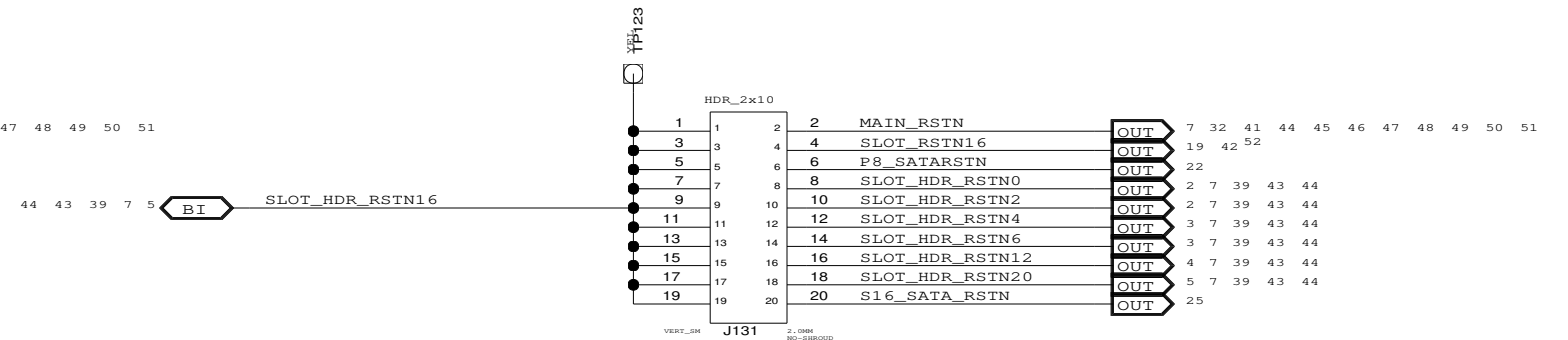 YEL
TP123
HDR_2x10
47 48 49 50 51
1 1 2 2 MAIN_RSTN OUT 7 32 41 44 45 46 47 48 49 50 51
52
3 3 4 4 SLOT_RSTN16 OUT 19 42
5 5 6 6 P8_SATARSTN OUT 22
7 7 8 8 SLOT_HDR_RSTN0 OUT 2 7 39 43 44
44 43 39 7 5 BI SLOT_HDR_RSTN16 9 9 10 10 SLOT_HDR_RSTN2 OUT 2 7 39 43 44
11 11 12 12 SLOT_HDR_RSTN4 OUT 3 7 39 43 44
13 13 14 14 SLOT_HDR_RSTN6 OUT 3 7 39 43 44
15 15 16 16 SLOT_HDR_RSTN12 OUT 4 7 39 43 44
17 17 18 18 SLOT_HDR_RSTN20 OUT 5 7 39 43 44
19 19 20 20 S16_SATA_RSTN OUT 25
VERT_SM J131 2.0MM
NO-SHROUD